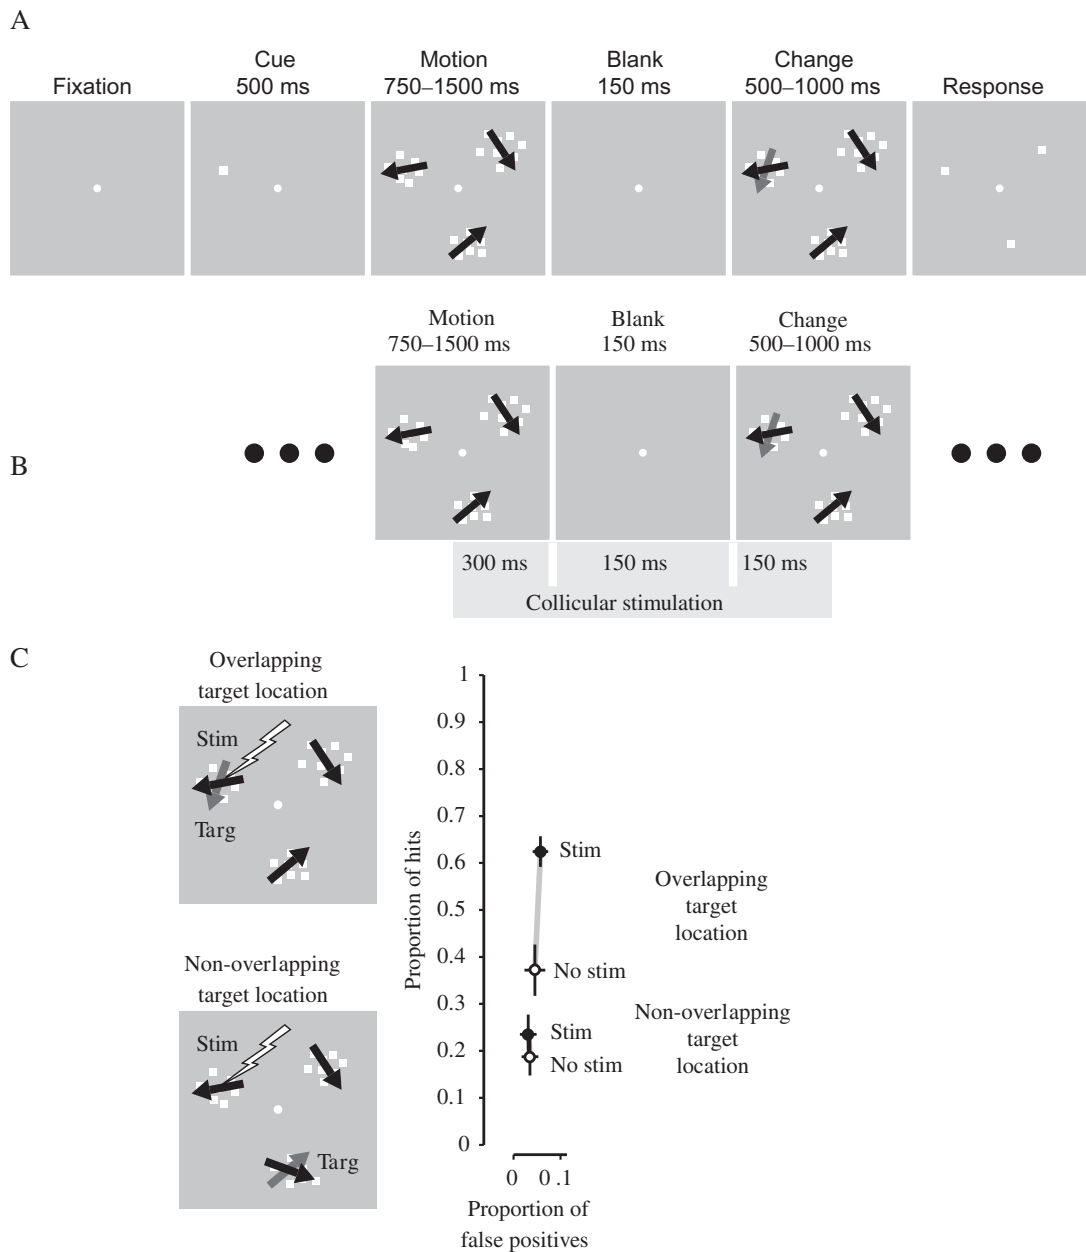 A
Fixation
Cue
500 ms
Motion
750–1500 ms
Blank
150 ms
Change
500–1000 ms
Response
B
Motion
750–1500 ms
Blank
150 ms
Change
500–1000 ms
300 ms
150 ms
150 ms
Collicular stimulation
C
Overlapping
target location
Stim
Targ
Non-overlapping
target location
Stim
Targ
Proportion of hits
1
0.9
0.8
0.7
0.6
0.5
0.4
0.3
0.2
0.1
0
Stim
No stim
Stim
No stim
Overlapping
target
location
Non-overlapping
target
location
0 0.1
Proportion of
false positives